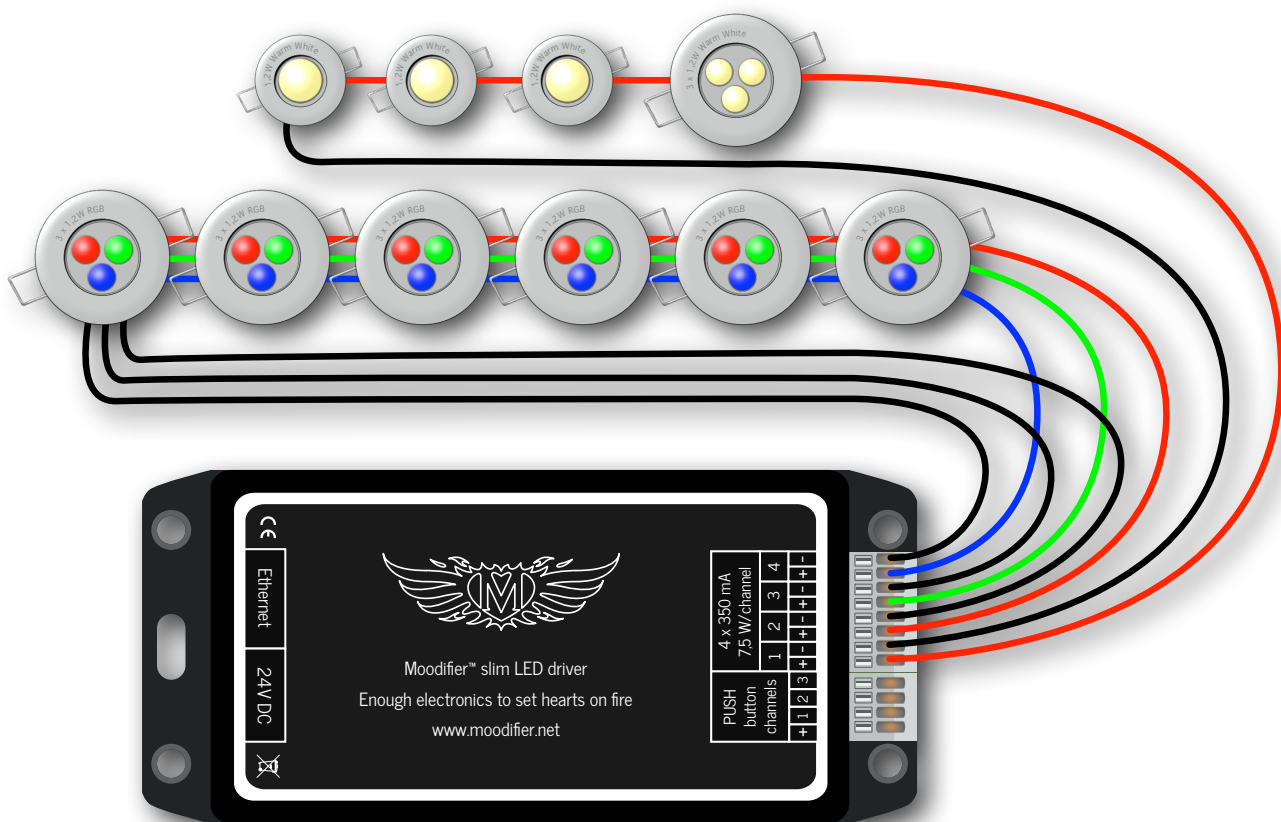 1,2W Warm White
1,2W Warm White
1,2W Warm White
3 x 1,2W Warm White
3 x 1,2W RGB
3 x 1,2W RGB
3 x 1,2W RGB
3 x 1,2W RGB
3 x 1,2W RGB
3 x 1,2W RGB
CE
Ethernet
24V DC
M
Moodifier™ slim LED driver
Enough electronics to set hearts on fire
www.moodifier.net
4 x 350 mA
7,5 W/channel
1 2 3 4
+ - + - + - + -
PUSH
button
channels
+ 1 2 3